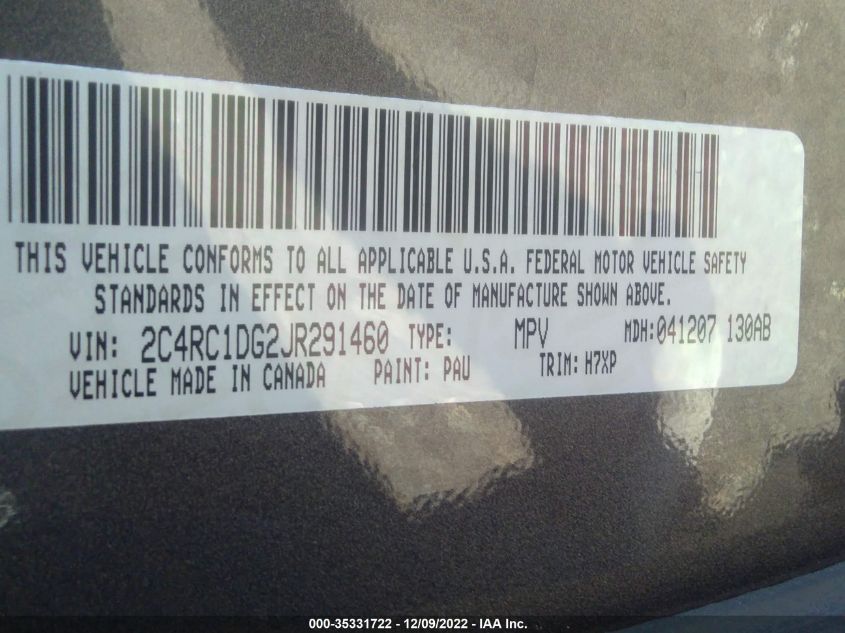 THIS VEHICLE CONFORMS TO ALL APPLICABLE U.S.A. FEDERAL MOTOR VEHICLE SAFETY
STANDARDS IN EFFECT ON THE DATE OF MANUFACTURE SHOWN ABOVE.
VIN: 2C4RC1DG2JR291460 TYPE: MPV MDH:041207 130AB
VEHICLE MADE IN CANADA PAINT: PAU TRIM: H7XP
000-35331722 - 12/09/2022 - IAA Inc.